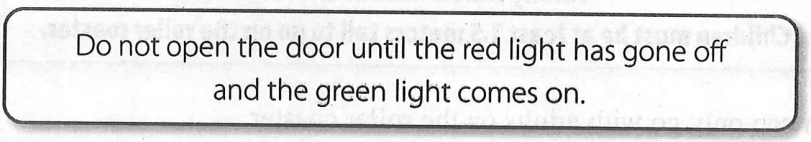 Do not open the door until the red light has gone off
and the green light comes on.